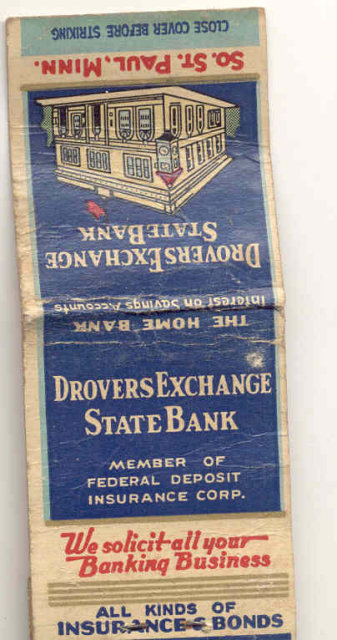 CLOSE COVER BEFORE STRIKING
So. St. Paul, Minn.
DROVERS EXCHANGE
STATE BANK
Interest on Savings Accounts
THE HOME BANK
DROVERS EXCHANGE
STATE BANK
MEMBER OF
FEDERAL DEPOSIT
INSURANCE CORP.
We solicit all your
Banking Business
ALL KINDS OF
INSURANCE & BONDS